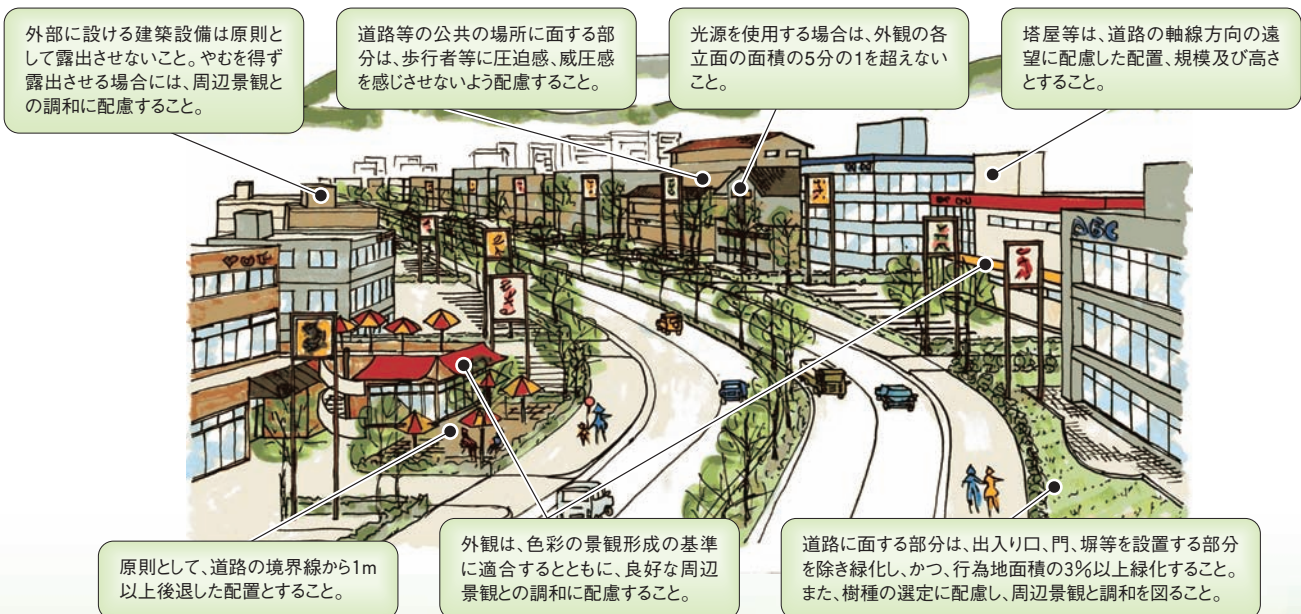 外部に設ける建築設備は原則と
して露出させないこと。やむを得ず
露出させる場合には、周辺景観と
の調和に配慮すること。
道路等の公共の場所に面する部
分は、歩行者等に圧迫感、威圧感
を感じさせないよう配慮すること。
光源を使用する場合は、外観の各
立面の面積の5分の1を超えない
こと。
塔屋等は、道路の軸線方向の遠
望に配慮した配置、規模及び高さ
とすること。
ABC
原則として、道路の境界線から1m
以上後退した配置とすること。
外観は、色彩の景観形成の基準
に適合するとともに、良好な周辺
景観との調和に配慮すること。
道路に面する部分は、出入り口、門、塀等を設置する部分
を除き緑化し、かつ、行為地面積の3%以上緑化すること。
また、樹種の選定に配慮し、周辺景観と調和を図ること。